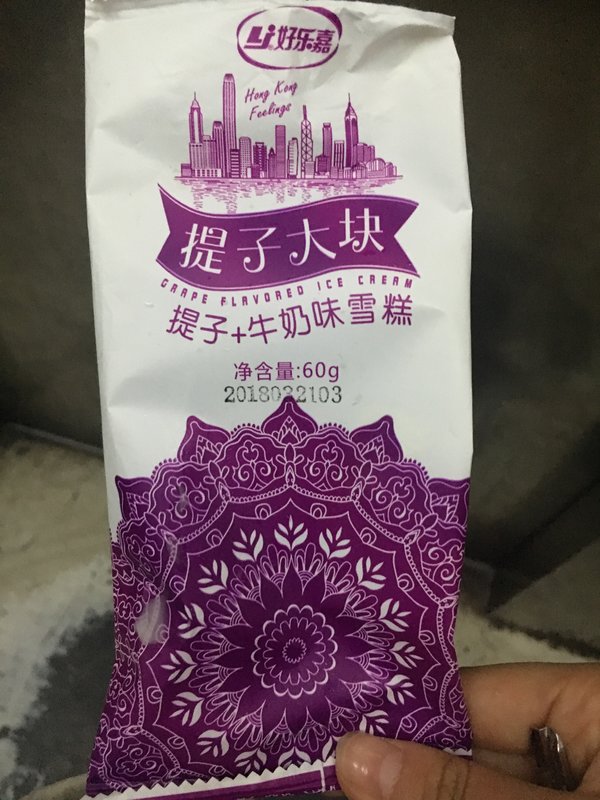 Lj 好乐嘉
Hong Kong
Feelings
提子大块
GRAPE FLAVORED ICE CREAM
提子+牛奶味雪糕
净含量:60g
2018032103